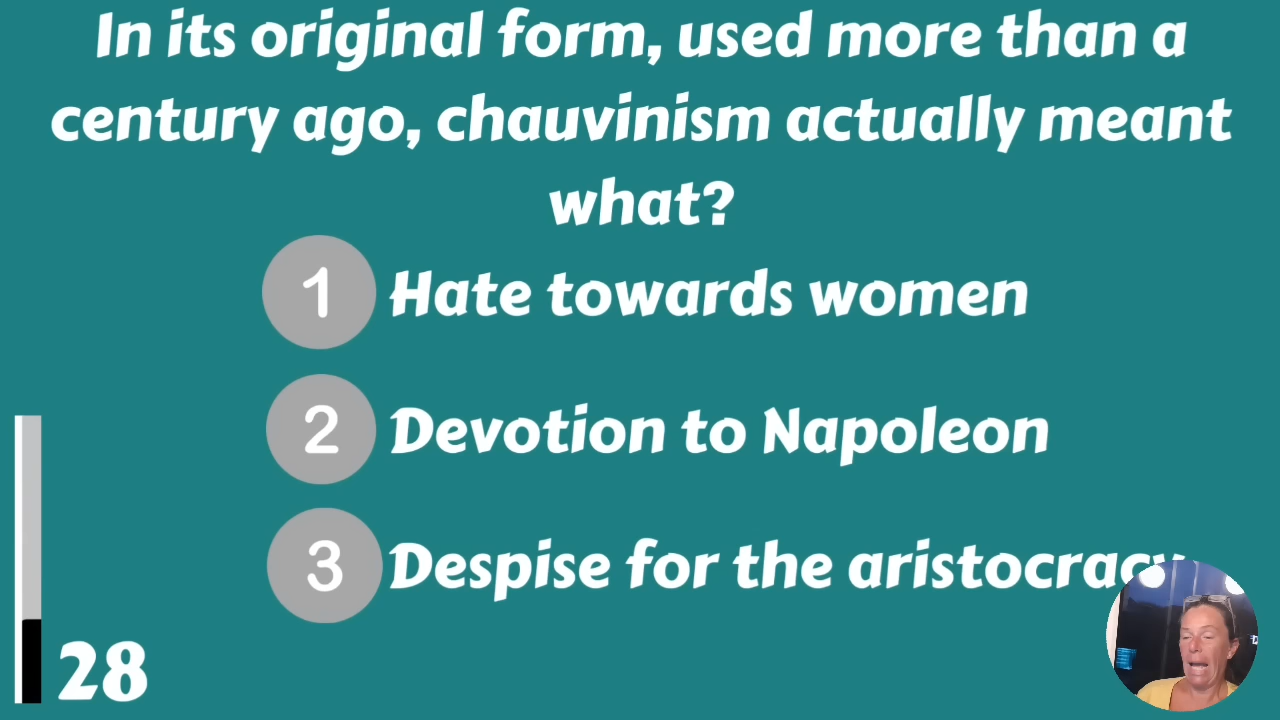 In its original form, used more than a
century ago, chauvinism actually meant
what?
1 Hate towards women
2 Devotion to Napoleon
3 Despise for the aristocracy
28